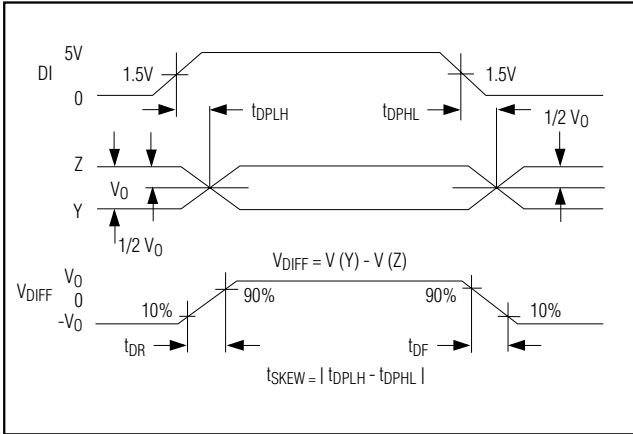 5V
DI
1.5V
1.5V
0
tDPLH
tDPHL
1/2 VO
Z
VO
Y
1/2 VO
VDIFF = V (Y) - V (Z)
VO
VDIFF
0
-VO
10%
90%
90%
10%
tDR
tDF
tSKEW = | tDPLH - tDPHL |